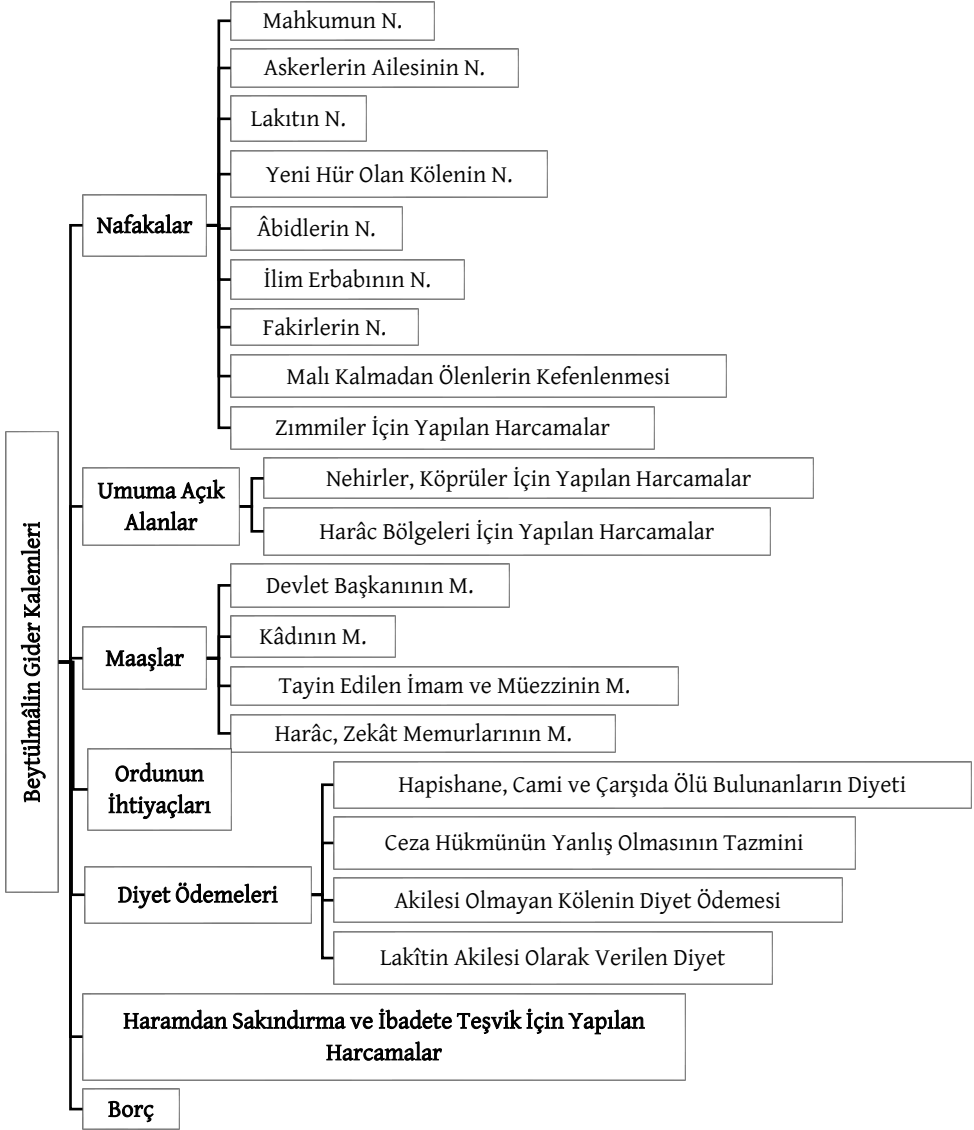 Beytülmâlin Gider Kalemleri
Nafakalar
Mahkumun N.
Askerlerin Ailesinin N.
Lakıtın N.
Yeni Hür Olan Kölenin N.
Âbidlerin N.
İlim Erbabının N.
Fakirlerin N.
Malı Kalmadan Ölenlerin Kefenlenmesi
Zımmiler İçin Yapılan Harcamalar
Umuma Açık
Alanlar
Nehirler, Köprüler İçin Yapılan Harcamalar
Harâc Bölgeleri İçin Yapılan Harcamalar
Maaşlar
Devlet Başkanının M.
Kâdının M.
Tayin Edilen İmam ve Müezzinin M.
Harâc, Zekât Memurlarının M.
Ordunun
İhtiyaçları
Diyet Ödemeleri
Hapishane, Cami ve Çarşıda Ölü Bulunanların Diyeti
Ceza Hükmünün Yanlış Olmasının Tazmini
Akilesi Olmayan Kölenin Diyet Ödemesi
Lakîtin Akilesi Olarak Verilen Diyet
Haramdan Sakındırma ve İbadete Teşvik İçin Yapılan
Harcamalar
Borç